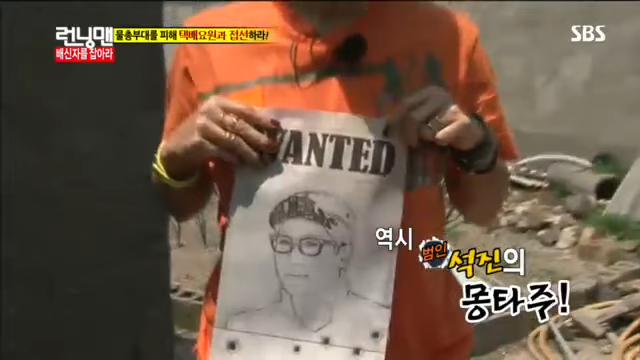 런닝맨
배신자를 잡아라
물총부대를 피해 택배요원과 접선하라!
SBS
WANTED
역시
범인 석진의
몽타주!